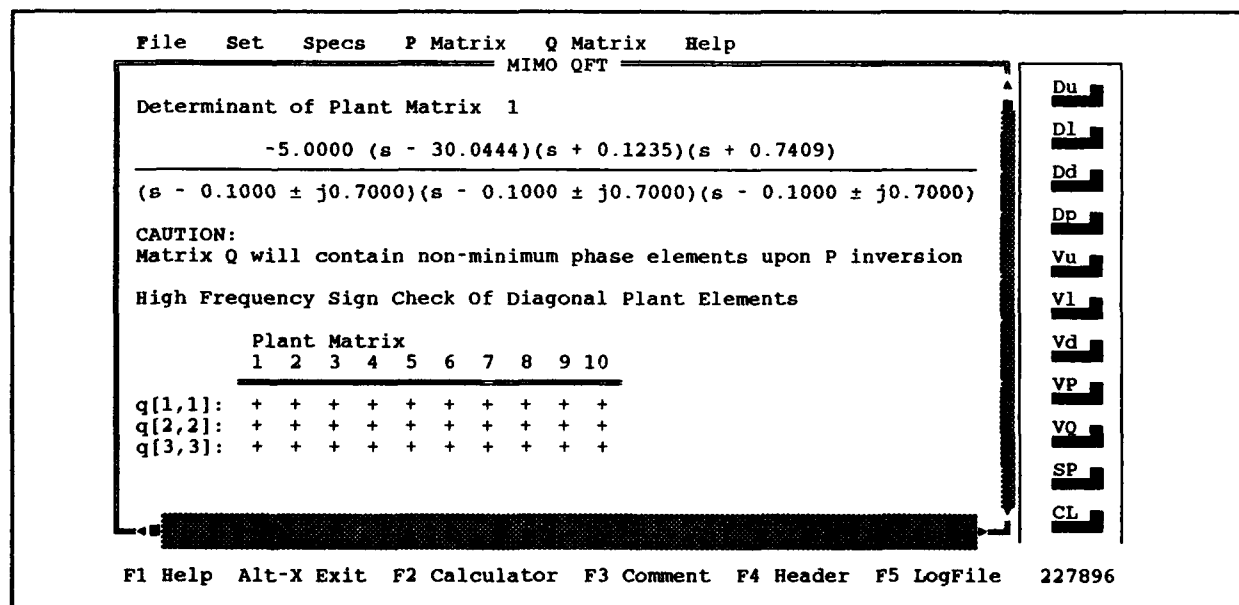 File Set Specs P Matrix Q Matrix Help
MIMO QFT
Determinant of Plant Matrix 1
-5.0000 (s - 30.0444)(s + 0.1235)(s + 0.7409)
(s - 0.1000 ± j0.7000)(s - 0.1000 ± j0.7000)(s - 0.1000 ± j0.7000)
CAUTION:
Matrix Q will contain non-minimum phase elements upon P inversion
High Frequency Sign Check Of Diagonal Plant Elements
Plant Matrix
1 2 3 4 5 6 7 8 9 10
q[1,1]: + + + + + + + + + +
q[2,2]: + + + + + + + + + +
q[3,3]: + + + + + + + + + +
Du
Dl
Dd
Dp
Vu
Vl
Vd
VP
VQ
SP
CL
F1 Help Alt-X Exit F2 Calculator F3 Comment F4 Header F5 LogFile 227896